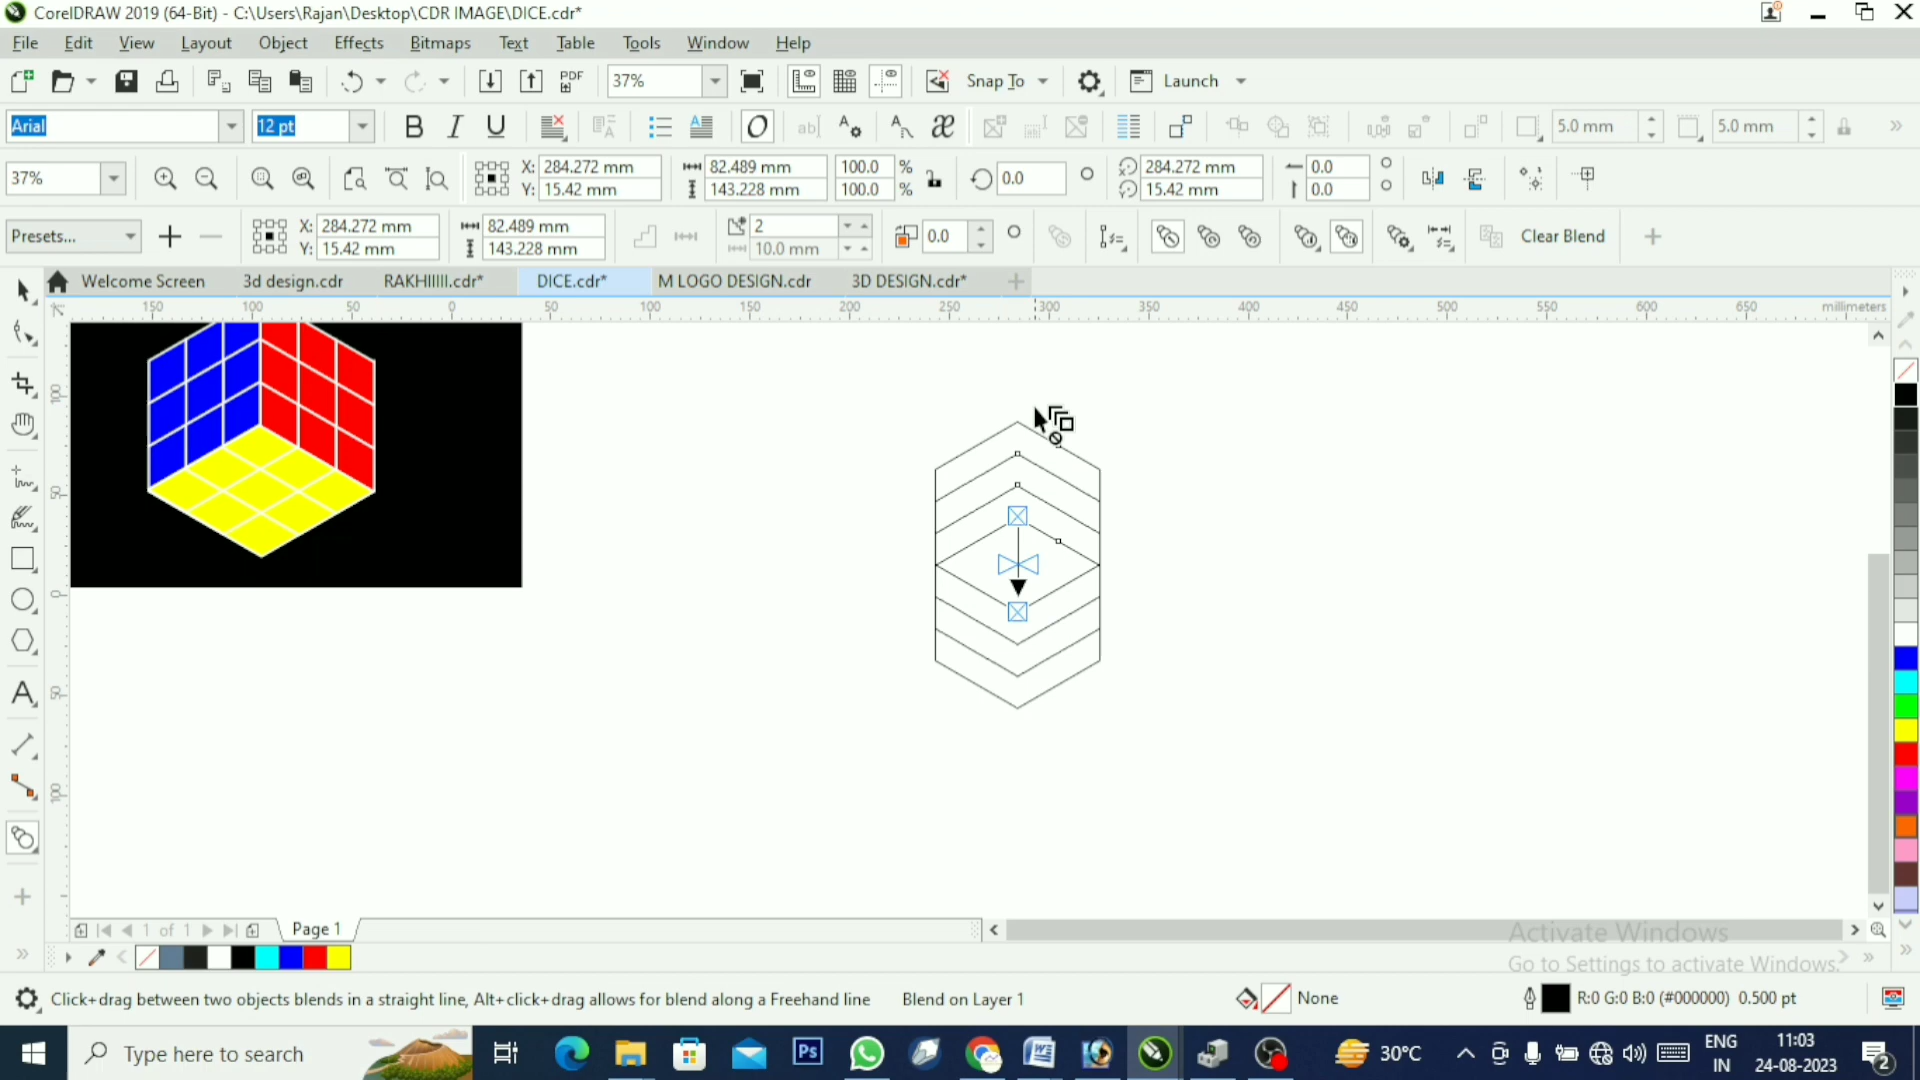 CorelDRAW 2019 (64-Bit) - C:\Users\Rajan\Desktop\CDR IMAGE\DICE.cdr*
File Edit View Layout Object Effects Bitmaps Text Table Tools Window Help
PDF 37% Snap To Launch
Arial 12 pt B I U O ab| A A æ 5.0 mm 5.0 mm
37% X: 284.272 mm 82.489 mm 100.0 % 0.0 284.272 mm 0.0
Y: 15.42 mm 143.228 mm 100.0 % 15.42 mm 0.0
Presets... X: 284.272 mm 82.489 mm 2 0.0 Clear Blend
Y: 15.42 mm 143.228 mm 10.0 mm
Welcome Screen 3d design.cdr RAKHIIIII.cdr* DICE.cdr* M LOGO DESIGN.cdr 3D DESIGN.cdr*
150 100 50 0 50 100 150 200 250 300 350 400 450 500 550 600 650 millimeters
100
50
0
50
100
1 of 1 Page 1
Activate Windows
Go to Settings to activate Windows.
Click+drag between two objects blends in a straight line, Alt+click+drag allows for blend along a Freehand line Blend on Layer 1 None R:0 G:0 B:0 (#000000) 0.500 pt
Type here to search Ps 30°C ENG 11:03
IN 24-08-2023 2